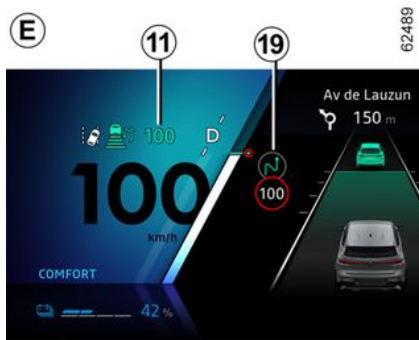 E
11
19
62489
Av de Lauzun
150 m
100
D
100
km/h
100
COMFORT
42 %